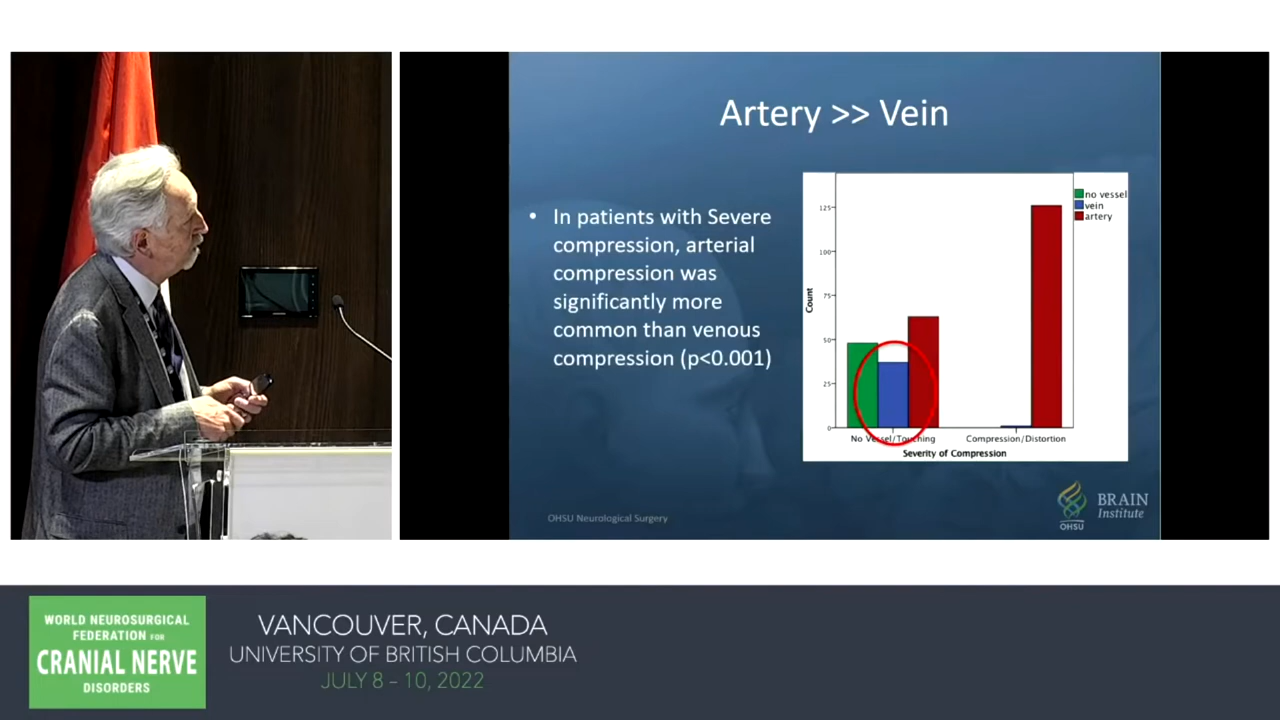 Artery >> Vein
• In patients with Severe
compression, arterial
compression was
significantly more
common than venous
compression (p<0.001)
no vessel
vein
artery
125
100
75
50
25
0
Count
No Vessel/Touching
Compression/Distortion
Severity of Compression
OHSU Neurological Surgery
BRAIN
Institute
OHSU
WORLD NEUROSURGICAL
FEDERATION FOR
CRANIAL NERVE
DISORDERS
VANCOUVER, CANADA
UNIVERSITY OF BRITISH COLUMBIA
JULY 8 – 10, 2022